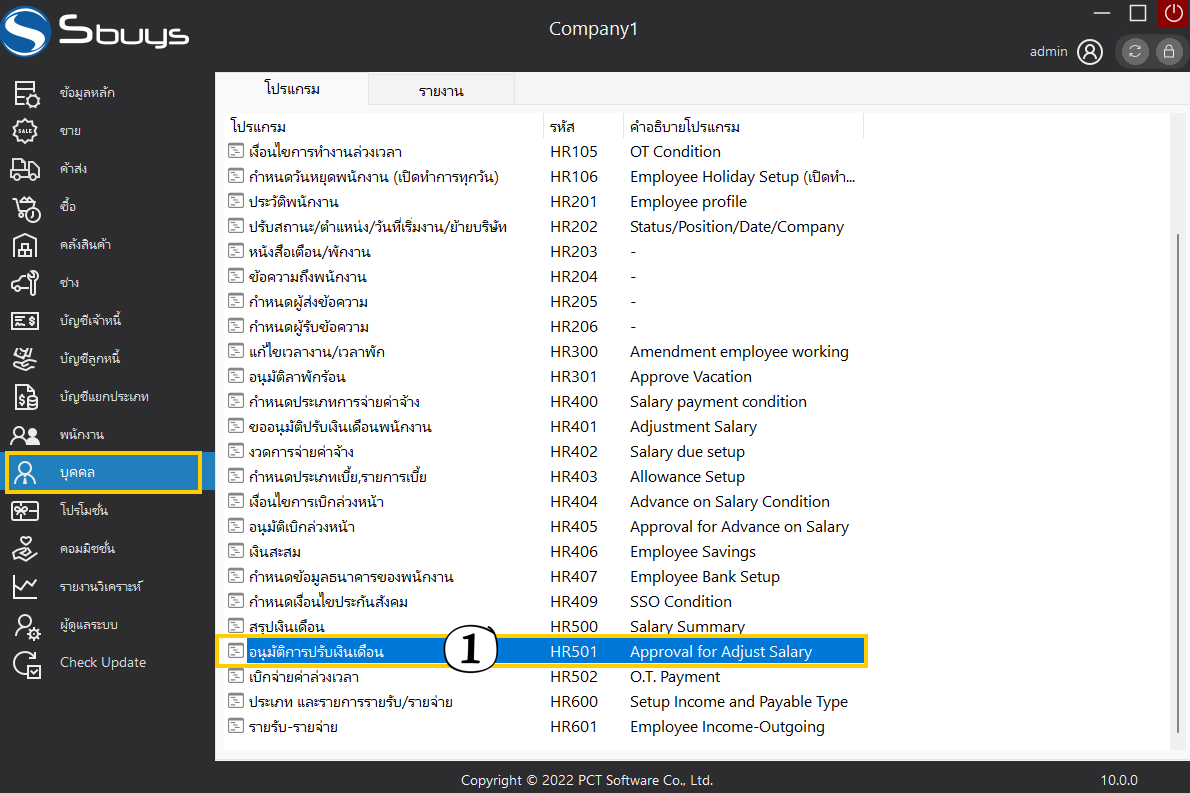 Sbuys
Company1
admin
ข้อมูลหลัก
ขาย
ค้าส่ง
ซื้อ
คลังสินค้า
ช่าง
บัญชีเจ้าหนี้
บัญชีลูกหนี้
บัญชีแยกประเภท
พนักงาน
บุคคล
โปรโมชั่น
คอมมิชชั่น
รายงานวิเคราะห์
ผู้ดูแลระบบ
Check Update
โปรแกรม รายงาน
โปรแกรม รหัส คำอธิบายโปรแกรม
เงื่อนไขการทำงานล่วงเวลา HR105 OT Condition
กำหนดวันหยุดพนักงาน (เปิดทำการทุกวัน) HR106 Employee Holiday Setup (เปิดทำ...
ประวัติพนักงาน HR201 Employee profile
ปรับสถานะ/ตำแหน่ง/วันที่เริ่มงาน/ย้ายบริษัท HR202 Status/Position/Date/Company
หนังสือเตือน/พักงาน HR203 -
ข้อความถึงพนักงาน HR204 -
กำหนดผู้ส่งข้อความ HR205 -
กำหนดผู้รับข้อความ HR206 -
แก้ไขเวลางาน/เวลาพัก HR300 Amendment employee working
อนุมัติลาพักร้อน HR301 Approve Vacation
กำหนดประเภทการจ่ายค่าจ้าง HR400 Salary payment condition
ขออนุมัติปรับเงินเดือนพนักงาน HR401 Adjustment Salary
งวดการจ่ายค่าจ้าง HR402 Salary due setup
กำหนดประเภทเบี้ย,รายการเบี้ย HR403 Allowance Setup
เงื่อนไขการเบิกล่วงหน้า HR404 Advance on Salary Condition
อนุมัติเบิกล่วงหน้า HR405 Approval for Advance on Salary
เงินสะสม HR406 Employee Savings
กำหนดข้อมูลธนาคารของพนักงาน HR407 Employee Bank Setup
กำหนดเงื่อนไขประกันสังคม HR409 SSO Condition
สรุปเงินเดือน HR500 Salary Summary
อนุมัติการปรับเงินเดือน 1 HR501 Approval for Adjust Salary
เบิกจ่ายค่าล่วงเวลา HR502 O.T. Payment
ประเภท และรายการรายรับ/รายจ่าย HR600 Setup Income and Payable Type
รายรับ-รายจ่าย HR601 Employee Income-Outgoing
Copyright © 2022 PCT Software Co., Ltd. 10.0.0